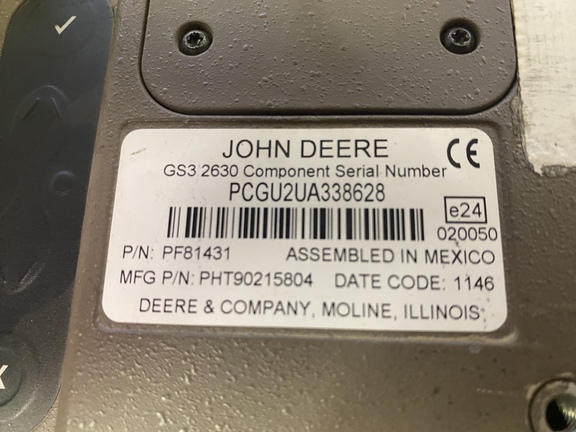 JOHN DEERE
CE
GS3 2630 Component Serial Number
PCGU2UA338628
e24
020050
P/N: PF81431 ASSEMBLED IN MEXICO
MFG P/N: PHT90215804 DATE CODE: 1146
DEERE & COMPANY, MOLINE, ILLINOIS